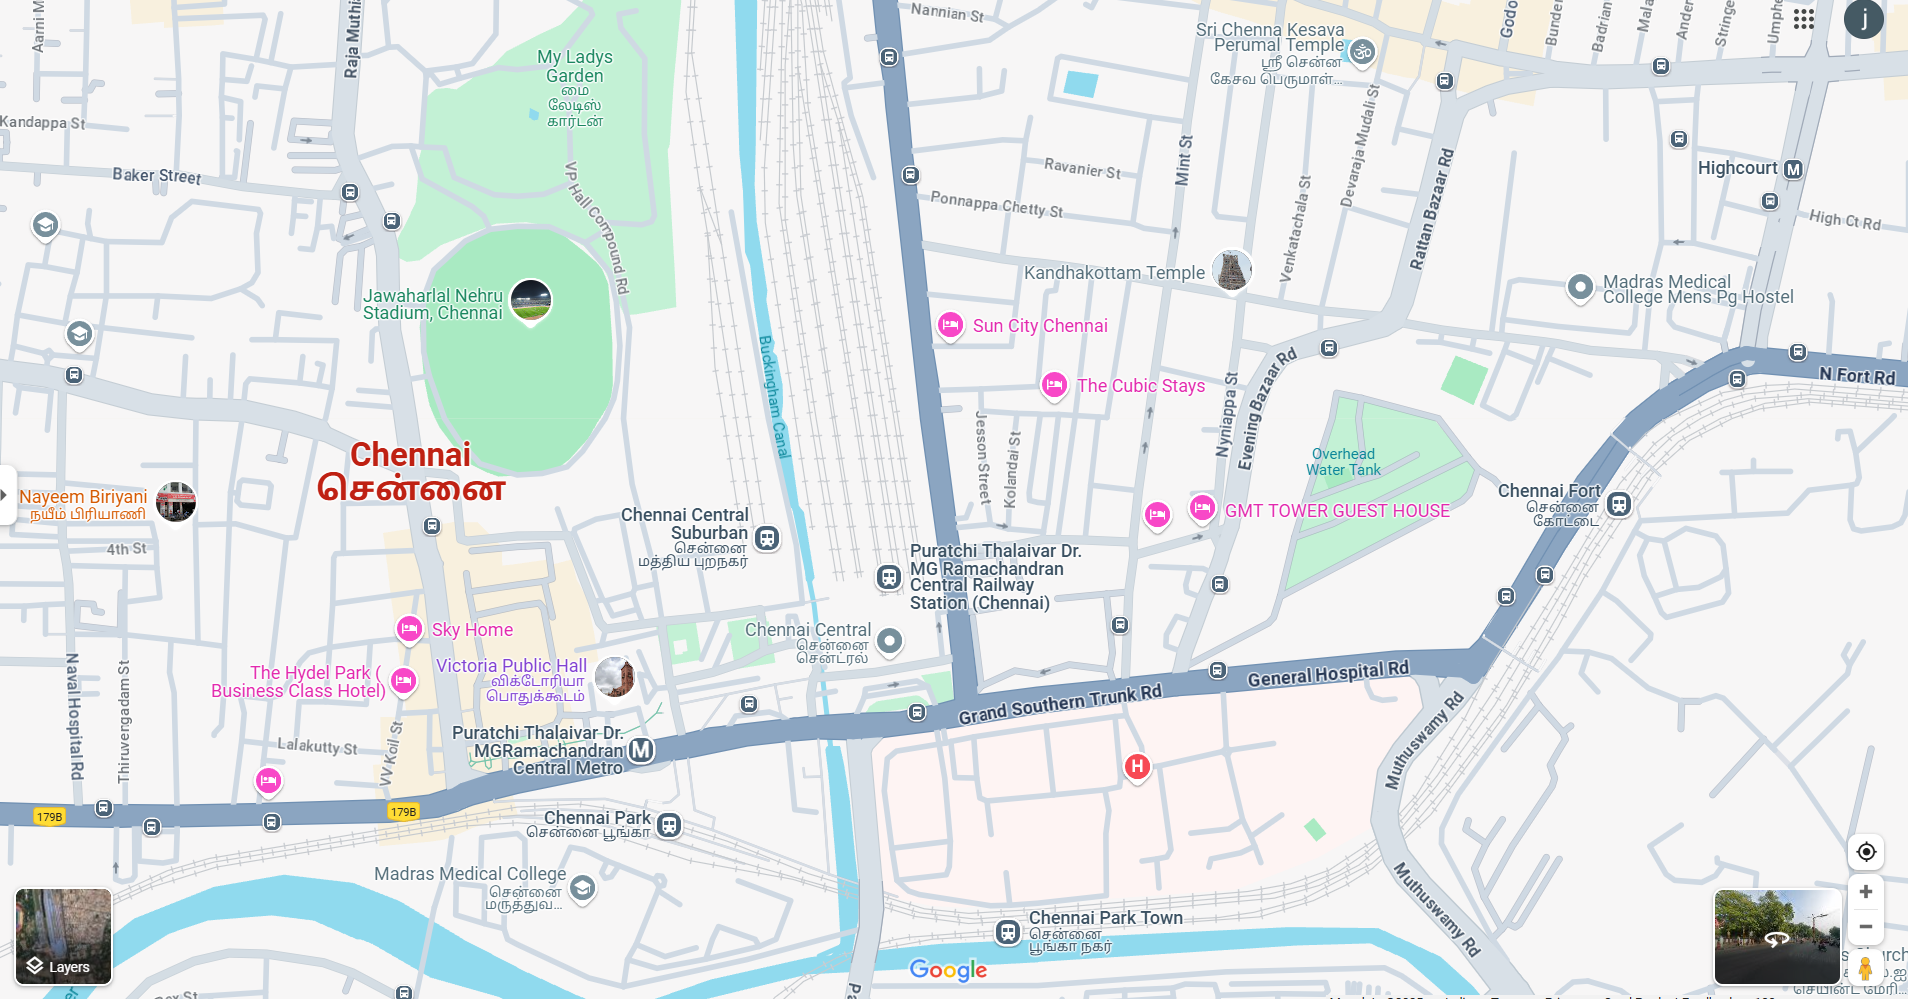 Nannian St
Sri Chenna Kesava
Perumal Temple
ஸ்ரீ சென்ன
கேசவ பெருமாள்...
j
My Ladys
Garden
மை
லேடிஸ்
கார்டன்
Aarni M
Raja Muthia
Kandappa St
Baker Street
VP Hall Compound Rd
Ravanier St
Ponnappa Chetty St
Mint St
Devaraja Mudali St
Venkatachala St
Rattan Bazaar Rd
Godo
Bunder
Badrian
Mala
Ander
Stringe
Umphe
Highcourt
M
High Ct Rd
Kandhakottam Temple
Madras Medical
College Mens Pg Hostel
Jawaharlal Nehru
Stadium, Chennai
Sun City Chennai
The Cubic Stays
Buckingham Canal
Evening Bazaar Rd
Nyniappa St
N Fort Rd
Jesson Street
Kolandai St
Overhead
Water Tank
Chennai
சென்னை
Nayeem Biriyani
நயீம் பிரியாணி
GMT TOWER GUEST HOUSE
Chennai Fort
சென்னை
கோட்டை
Chennai Central
Suburban
சென்னை
மத்திய புறநகர்
4th St
Puratchi Thalaivar Dr.
MG Ramachandran
Central Railway
Station (Chennai)
Sky Home
Chennai Central
சென்னை
சென்ட்ரல்
The Hydel Park (
Business Class Hotel)
Victoria Public Hall
விக்டோரியா
பொதுக்கூடம்
Naval Hospital Rd
Thiruvengadam St
General Hospital Rd
Grand Southern Trunk Rd
Muthuswamy Rd
Lalakutty St
VV Koil St
Puratchi Thalaivar Dr.
MGRamachandran
Central Metro
M
H
179B
179B
Chennai Park
சென்னை பூங்கா
Madras Medical College
சென்னை
மருத்துவ...
Muthuswamy Rd
Chennai Park Town
சென்னை
பூங்கா நகர்
Layers
Google